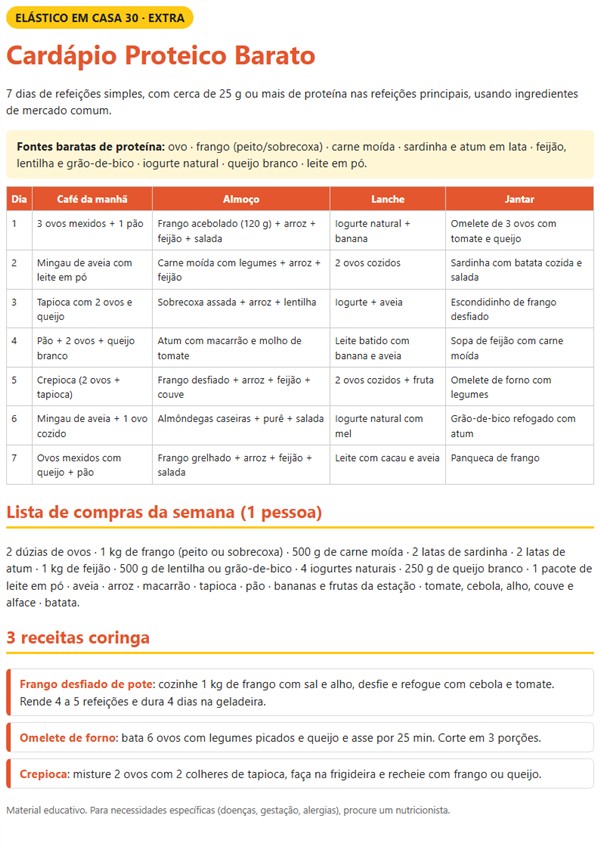 ELÁSTICO EM CASA 30 · EXTRA
Cardápio Proteico Barato
7 dias de refeições simples, com cerca de 25 g ou mais de proteína nas refeições principais, usando ingredientes
de mercado comum.
Fontes baratas de proteína: ovo · frango (peito/sobrecoxa) · carne moída · sardinha e atum em lata · feijão,
lentilha e grão-de-bico · iogurte natural · queijo branco · leite em pó.
Dia Café da manhã Almoço Lanche Jantar
1 3 ovos mexidos + 1 pão Frango acebolado (120 g) + arroz + Iogurte natural + Omelete de 3 ovos com
feijão + salada banana tomate e queijo
2 Mingau de aveia com Carne moída com legumes + arroz + 2 ovos cozidos Sardinha com batata cozida e
leite em pó feijão salada
3 Tapioca com 2 ovos e Sobrecoxa assada + arroz + lentilha Iogurte + aveia Escondidinho de frango
queijo desfiado
4 Pão + 2 ovos + queijo Atum com macarrão e molho de Leite batido com Sopa de feijão com carne
branco tomate banana e aveia moída
5 Crepioca (2 ovos + Frango desfiado + arroz + feijão + 2 ovos cozidos + fruta Omelete de forno com
tapioca) couve legumes
6 Mingau de aveia + 1 ovo Almôndegas caseiras + purê + salada Iogurte natural com Grão-de-bico refogado com
cozido mel atum
7 Ovos mexidos com Frango grelhado + arroz + feijão + Leite com cacau e aveia Panqueca de frango
queijo + pão salada
Lista de compras da semana (1 pessoa)
2 dúzias de ovos · 1 kg de frango (peito ou sobrecoxa) · 500 g de carne moída · 2 latas de sardinha · 2 latas de
atum · 1 kg de feijão · 500 g de lentilha ou grão-de-bico · 4 iogurtes naturais · 250 g de queijo branco · 1 pacote de
leite em pó · aveia · arroz · macarrão · tapioca · pão · bananas e frutas da estação · tomate, cebola, alho, couve e
alface · batata.
3 receitas coringa
Frango desfiado de pote: cozinhe 1 kg de frango com sal e alho, desfie e refogue com cebola e tomate.
Rende 4 a 5 refeições e dura 4 dias na geladeira.
Omelete de forno: bata 6 ovos com legumes picados e queijo e asse por 25 min. Corte em 3 porções.
Crepioca: misture 2 ovos com 2 colheres de tapioca, faça na frigideira e recheie com frango ou queijo.
Material educativo. Para necessidades específicas (doenças, gestação, alergias), procure um nutricionista.